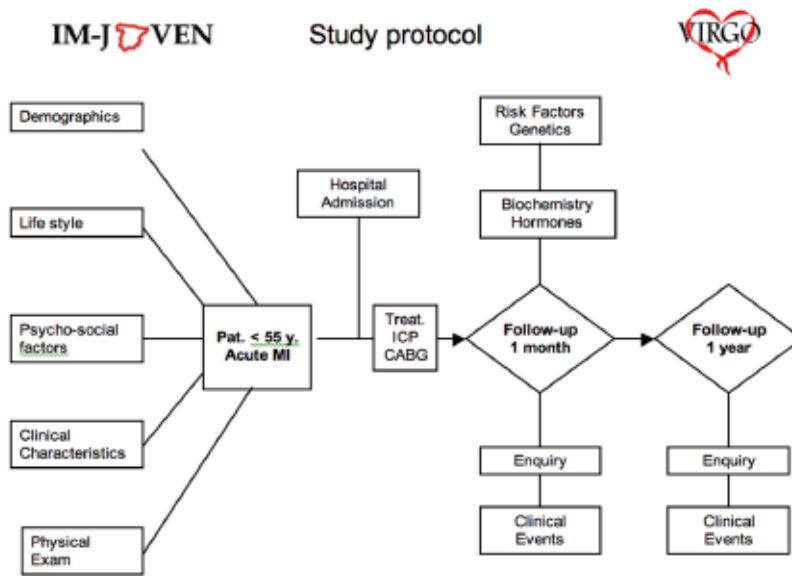 IM-JOVEN
Study protocol
VIRGO
Demographics
Life style
Psycho-social
factors
Clinical
Characteristics
Physical
Exam
Pat. < 55 y.
Acute MI
Hospital
Admission
Treat.
ICP
CABG
Risk Factors
Genetics
Biochemistry
Hormones
Follow-up
1 month
Enquiry
Clinical
Events
Follow-up
1 year
Enquiry
Clinical
Events